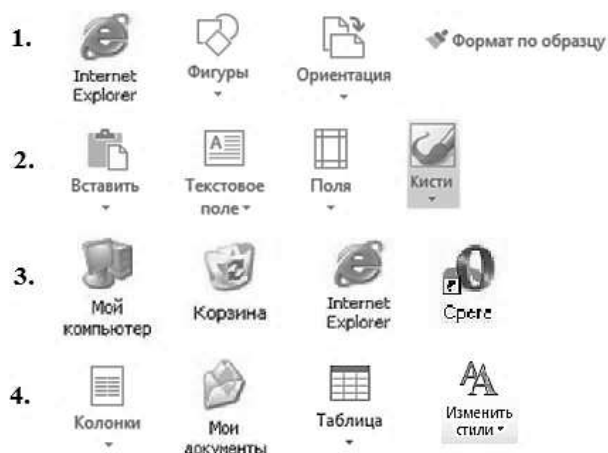 1.
Internet
Explorer
Фигуры
Ориентация
Формат по образцу
2.
Вставить
Текстовое
поле
Поля
Кисти
3.
Мой
компьютер
Корзина
Internet
Explorer
4.
Колонки
Мои
документы
Таблица
Изменить
стили